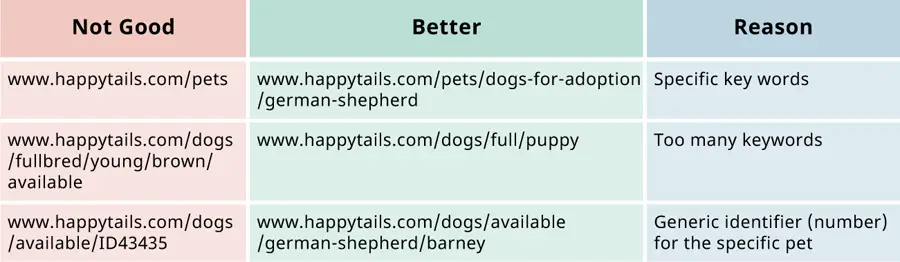 Not Good
Better
Reason
www.happytails.com/pets
www.happytails.com/pets/dogs-for-adoption
/german-shepherd
Specific key words
www.happytails.com/dogs
/fullbred/young/brown/
available
www.happytails.com/dogs/full/puppy
Too many keywords
www.happytails.com/dogs
/available/ID43435
www.happytails.com/dogs/available
/german-shepherd/barney
Generic identifier (number)
for the specific pet